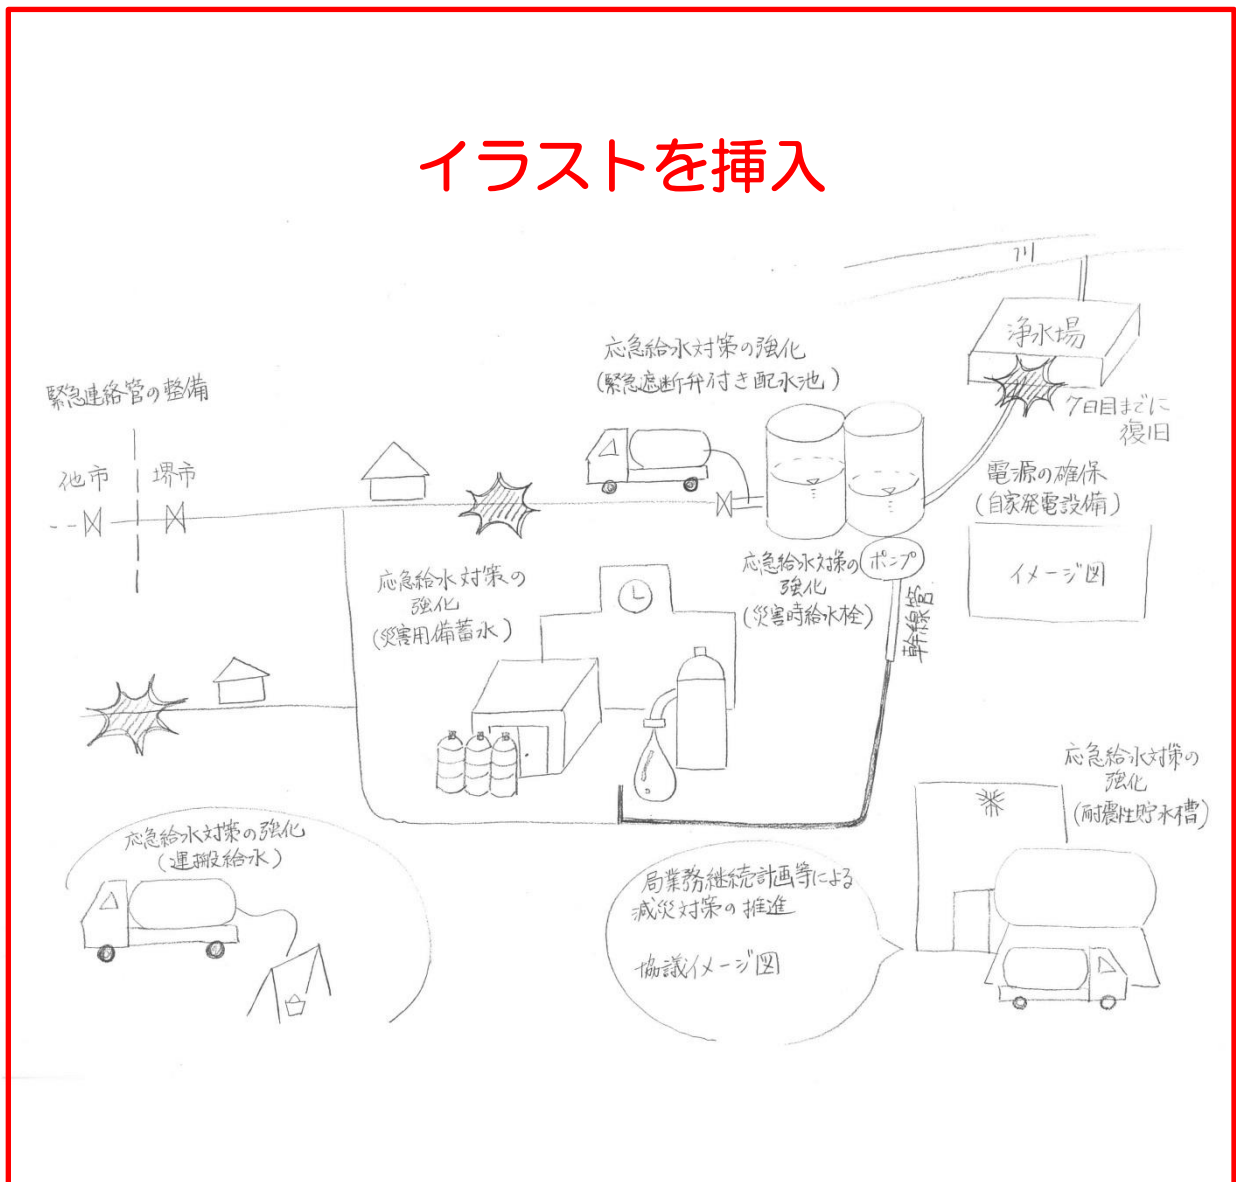 イラストを挿入
川
浄水場
7日目までに
復旧
応急給水対策の強化
(緊急遮断弁付き配水池)
緊急連絡管の整備
他市
堺市
電源の確保
(自家発電設備)
イメージ図
応急給水対策の
強化
(災害用備蓄水)
応急給水対策の
強化
(災害時給水栓)
ポンプ
幹線管
応急給水対策の
強化
(耐震性貯水槽)
応急給水対策の強化
(運搬給水)
局業務継続計画等による
減災対策の推進
協議イメージ図